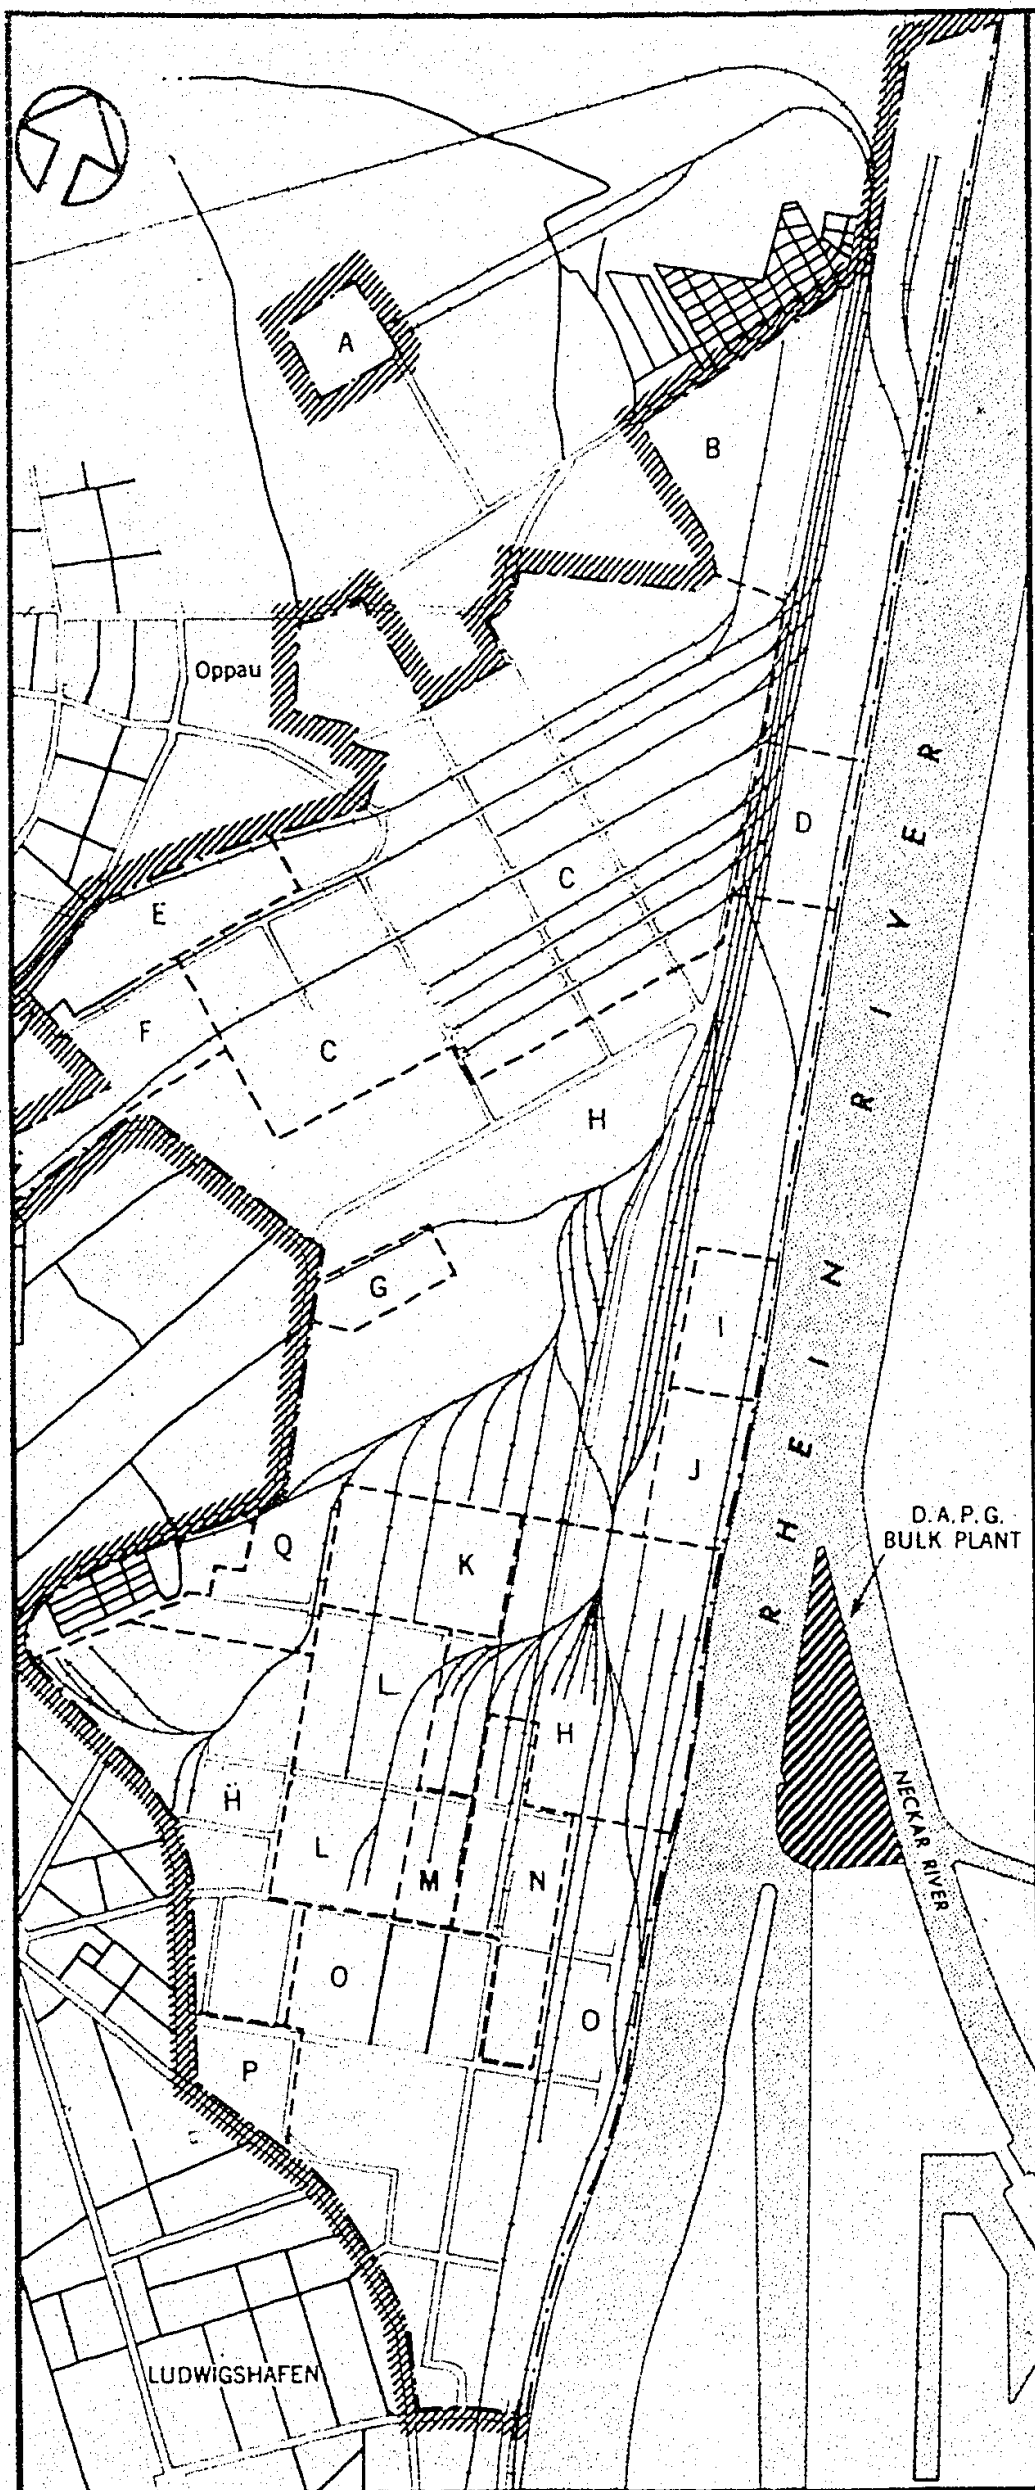 A
B
Oppau
D
C
E
F
C
H
G
I
J
RHEIN RIVER
D.A.P.G.
BULK PLANT
Q
K
L
H
NECKAR RIVER
Ḧ
L
M
N
O
O
P
LUDWIGSHAFEN